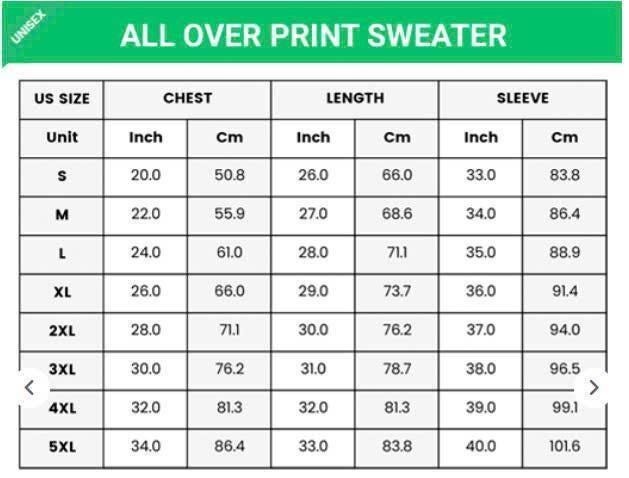 UNISEX
ALL OVER PRINT SWEATER
US SIZE CHEST LENGTH SLEEVE
Unit Inch Cm Inch Cm Inch Cm
S 20.0 50.8 26.0 66.0 33.0 83.8
M 22.0 55.9 27.0 68.6 34.0 86.4
L 24.0 61.0 28.0 71.1 35.0 88.9
XL 26.0 66.0 29.0 73.7 36.0 91.4
2XL 28.0 71.1 30.0 76.2 37.0 94.0
3XL 30.0 76.2 31.0 78.7 38.0 96.5
4XL 32.0 81.3 32.0 81.3 39.0 99.1
5XL 34.0 86.4 33.0 83.8 40.0 101.6